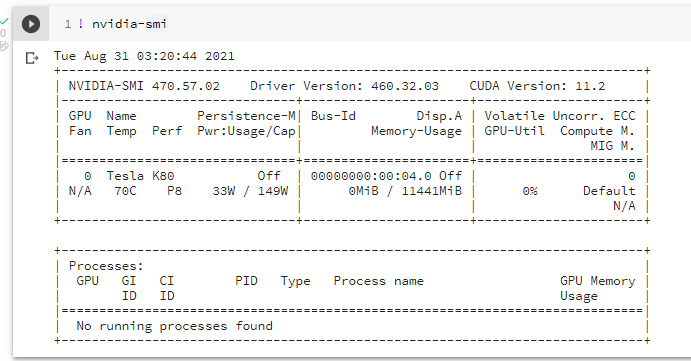 0
秒
1 ! nvidia-smi
Tue Aug 31 03:20:44 2021
+-----------------------------------------------------------------------------+
| NVIDIA-SMI 470.57.02    Driver Version: 460.32.03    CUDA Version: 11.2     |
|-------------------------------+----------------------+----------------------+
| GPU  Name        Persistence-M| Bus-Id        Disp.A | Volatile Uncorr. ECC |
| Fan  Temp  Perf  Pwr:Usage/Cap|         Memory-Usage | GPU-Util  Compute M. |
|                               |                      |               MIG M. |
|===============================+======================+======================|
|   0  Tesla K80           Off  | 00000000:00:04.0 Off |                    0 |
| N/A   70C    P8    33W / 149W |      0MiB / 11441MiB |      0%      Default |
|                               |                      |                  N/A |
+-------------------------------+----------------------+----------------------+

+-----------------------------------------------------------------------------+
| Processes:                                                                  |
|  GPU   GI   CI        PID   Type   Process name                  GPU Memory |
|        ID   ID                                                   Usage      |
|=============================================================================|
|  No running processes found                                                 |
+-----------------------------------------------------------------------------+